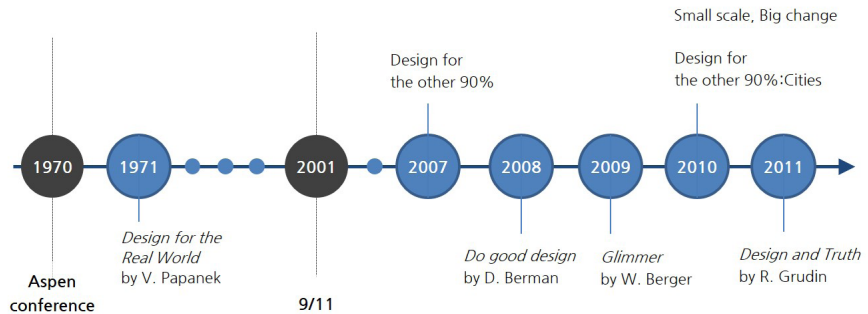 Small scale, Big change
Design for
the other 90%
Design for
the other 90%:Cities
1970
1971
2001
2007
2008
2009
2010
2011
Design for the
Real World
by V. Papanek
Do good design
by D. Berman
Glimmer
by W. Berger
Design and Truth
by R. Grudin
Aspen
conference
9/11